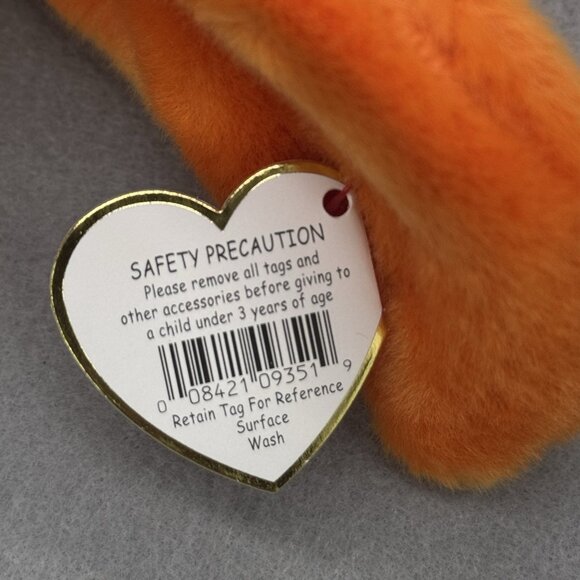 SAFETY PRECAUTION
Please remove all tags and
other accessories before giving to
a child under 3 years of age
0 08421 09351 9
Retain Tag For Reference
Surface
Wash